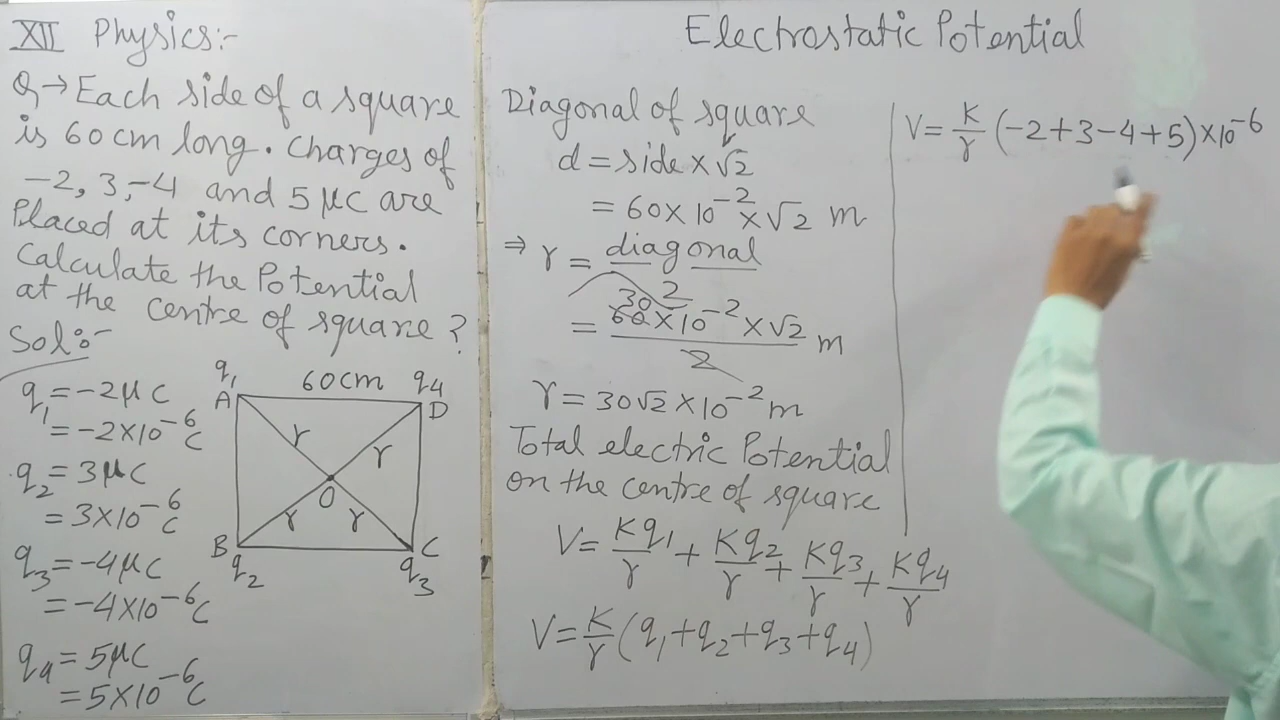 XII Physics:-
Q→ Each side of a square
is 60 cm long. Charges of
-2, 3, -4 and 5 μC are
Placed at its corners.
Calculate the Potential
at the centre of square?
Sol:-
q₁ = -2μC
= -2×10⁻⁶C
q₂ = 3μC
= 3×10⁻⁶C
q₃ = -4μC
= -4×10⁻⁶C
q₄ = 5μC
= 5×10⁻⁶C
q₁ 60cm q₄
A D
r r
O
r r
B C
q₂ q₃
Electrostatic Potential
Diagonal of square
d = side × √2
= 60×10⁻² × √2 m
⇒ r = diagonal / 2
= 30 60×10⁻² × √2 / 2 m
r = 30√2 × 10⁻² m
Total electric Potential
on the centre of square
V = Kq₁/r + Kq₂/r + Kq₃/r + Kq₄/r
V = K/r (q₁+q₂+q₃+q₄)
V = K/r (-2+3-4+5)×10⁻⁶